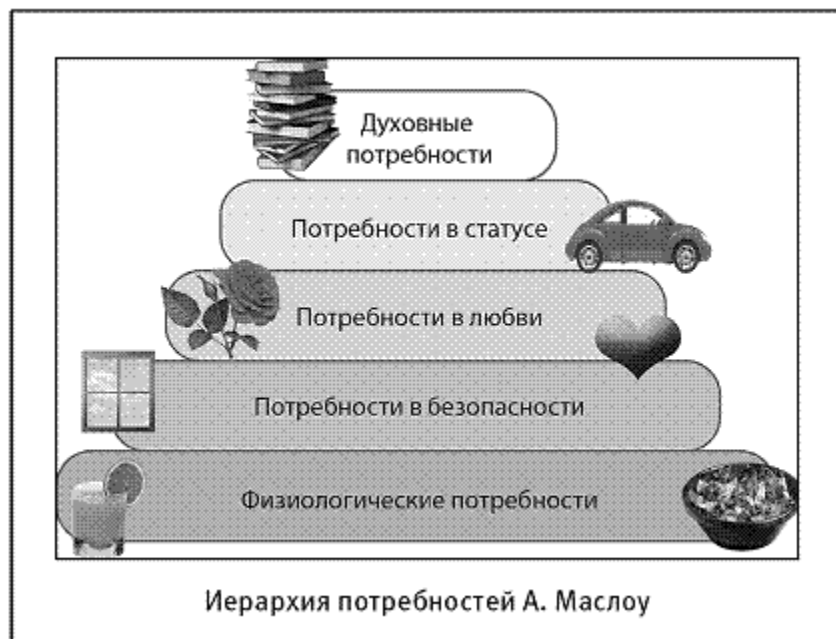 Духовные
потребности
Потребности в статусе
Потребности в любви
Потребности в безопасности
Физиологические потребности
Иерархия потребностей А. Маслоу